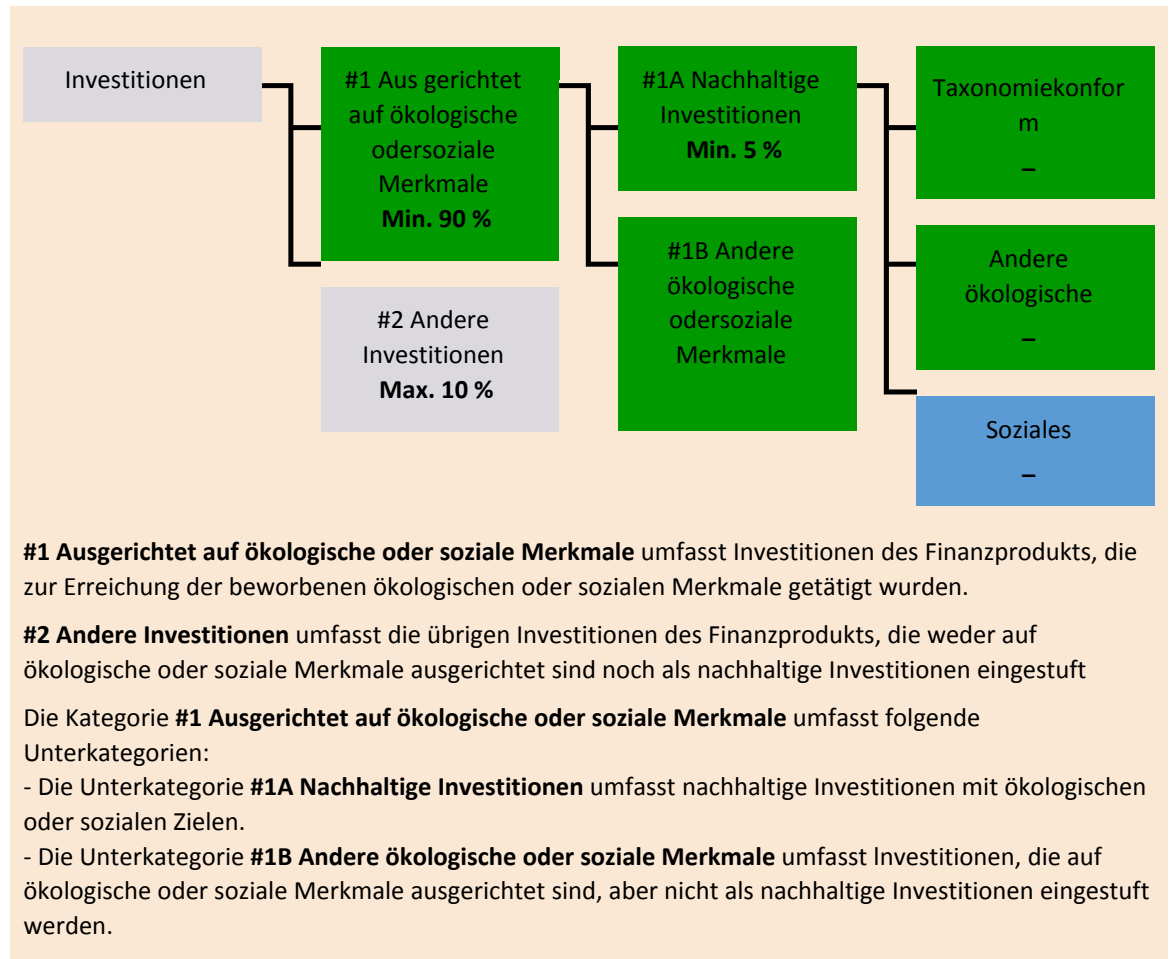 Investitionen
#1 Aus gerichtet
auf ökologische
odersoziale
Merkmale
Min. 90 %
#2 Andere
Investitionen
Max. 10 %
#1A Nachhaltige
Investitionen
Min. 5 %
#1B Andere
ökologische
odersoziale
Merkmale
Taxonomiekonfor
m
–
Andere
ökologische
–
Soziales
–
#1 Ausgerichtet auf ökologische oder soziale Merkmale umfasst Investitionen des Finanzprodukts, die
zur Erreichung der beworbenen ökologischen oder sozialen Merkmale getätigt wurden.
#2 Andere Investitionen umfasst die übrigen Investitionen des Finanzprodukts, die weder auf
ökologische oder soziale Merkmale ausgerichtet sind noch als nachhaltige Investitionen eingestuft
Die Kategorie #1 Ausgerichtet auf ökologische oder soziale Merkmale umfasst folgende
Unterkategorien:
- Die Unterkategorie #1A Nachhaltige Investitionen umfasst nachhaltige Investitionen mit ökologischen
oder sozialen Zielen.
- Die Unterkategorie #1B Andere ökologische oder soziale Merkmale umfasst lnvestitionen, die auf
ökologische oder soziale Merkmale ausgerichtet sind, aber nicht als nachhaltige Investitionen eingestuft
werden.